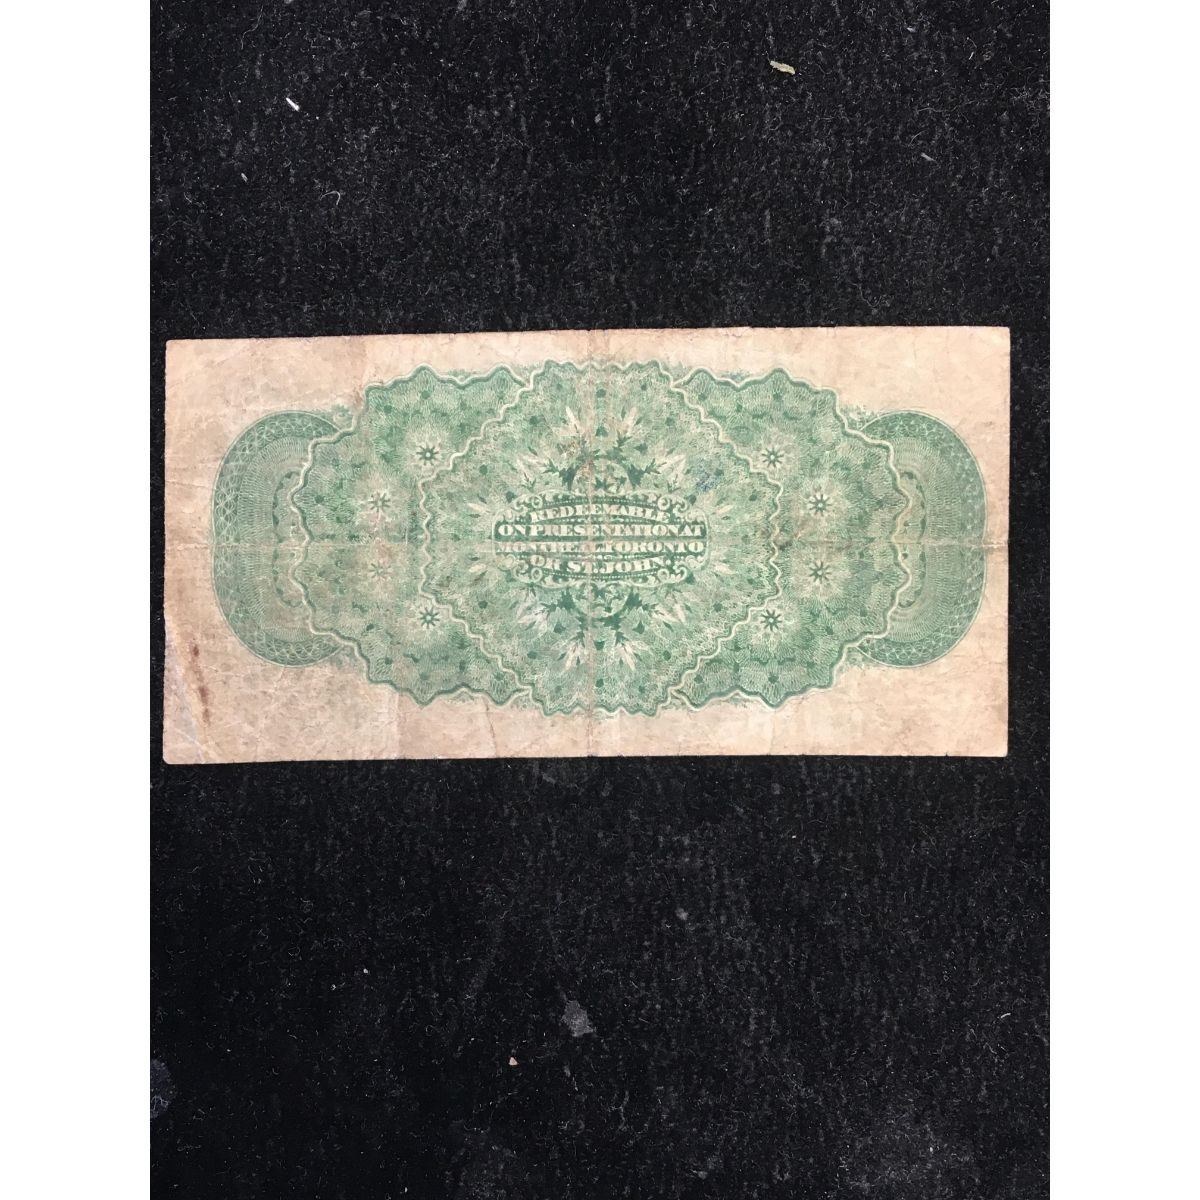 REDEEMABLE
ON PRESENTATION AT
MONTREAL, TORONTO
OR ST. JOHN.